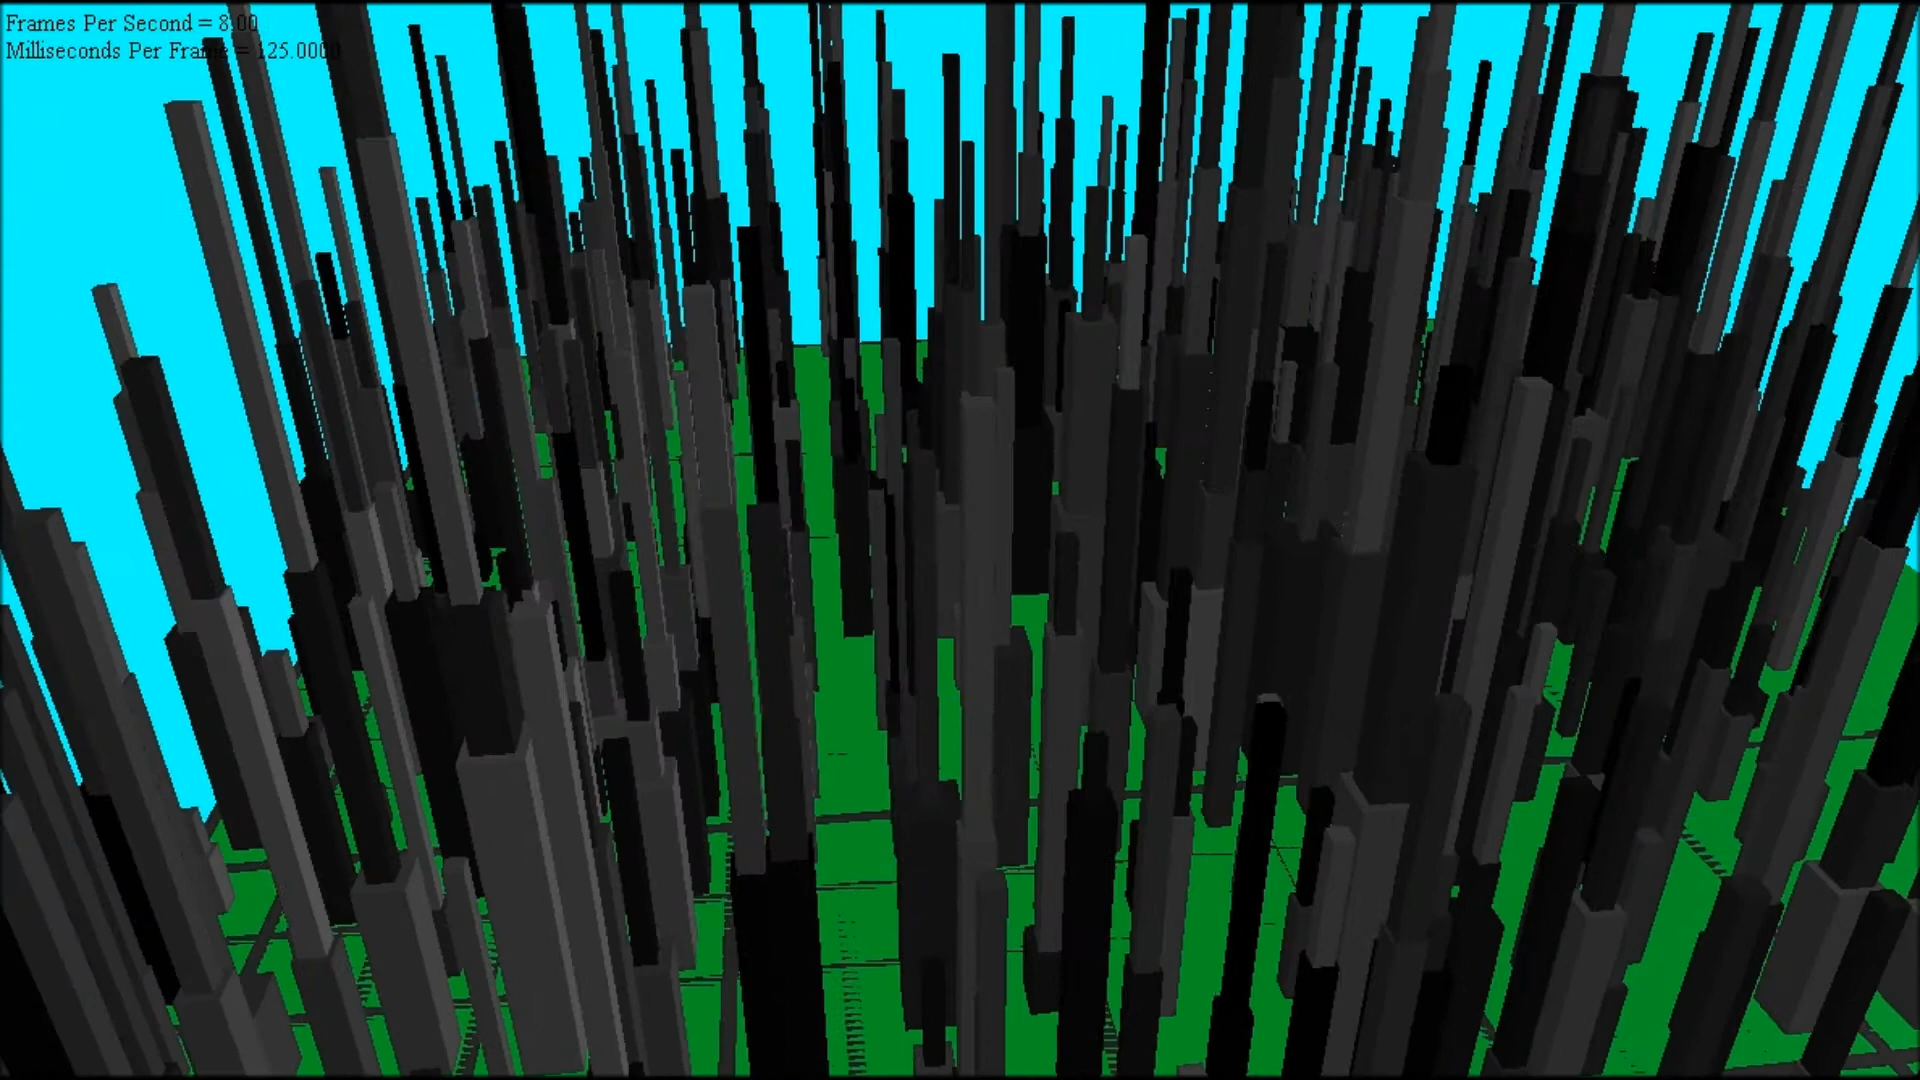 Frames Per Second = 8.00
Milliseconds Per Frame = 125.0000